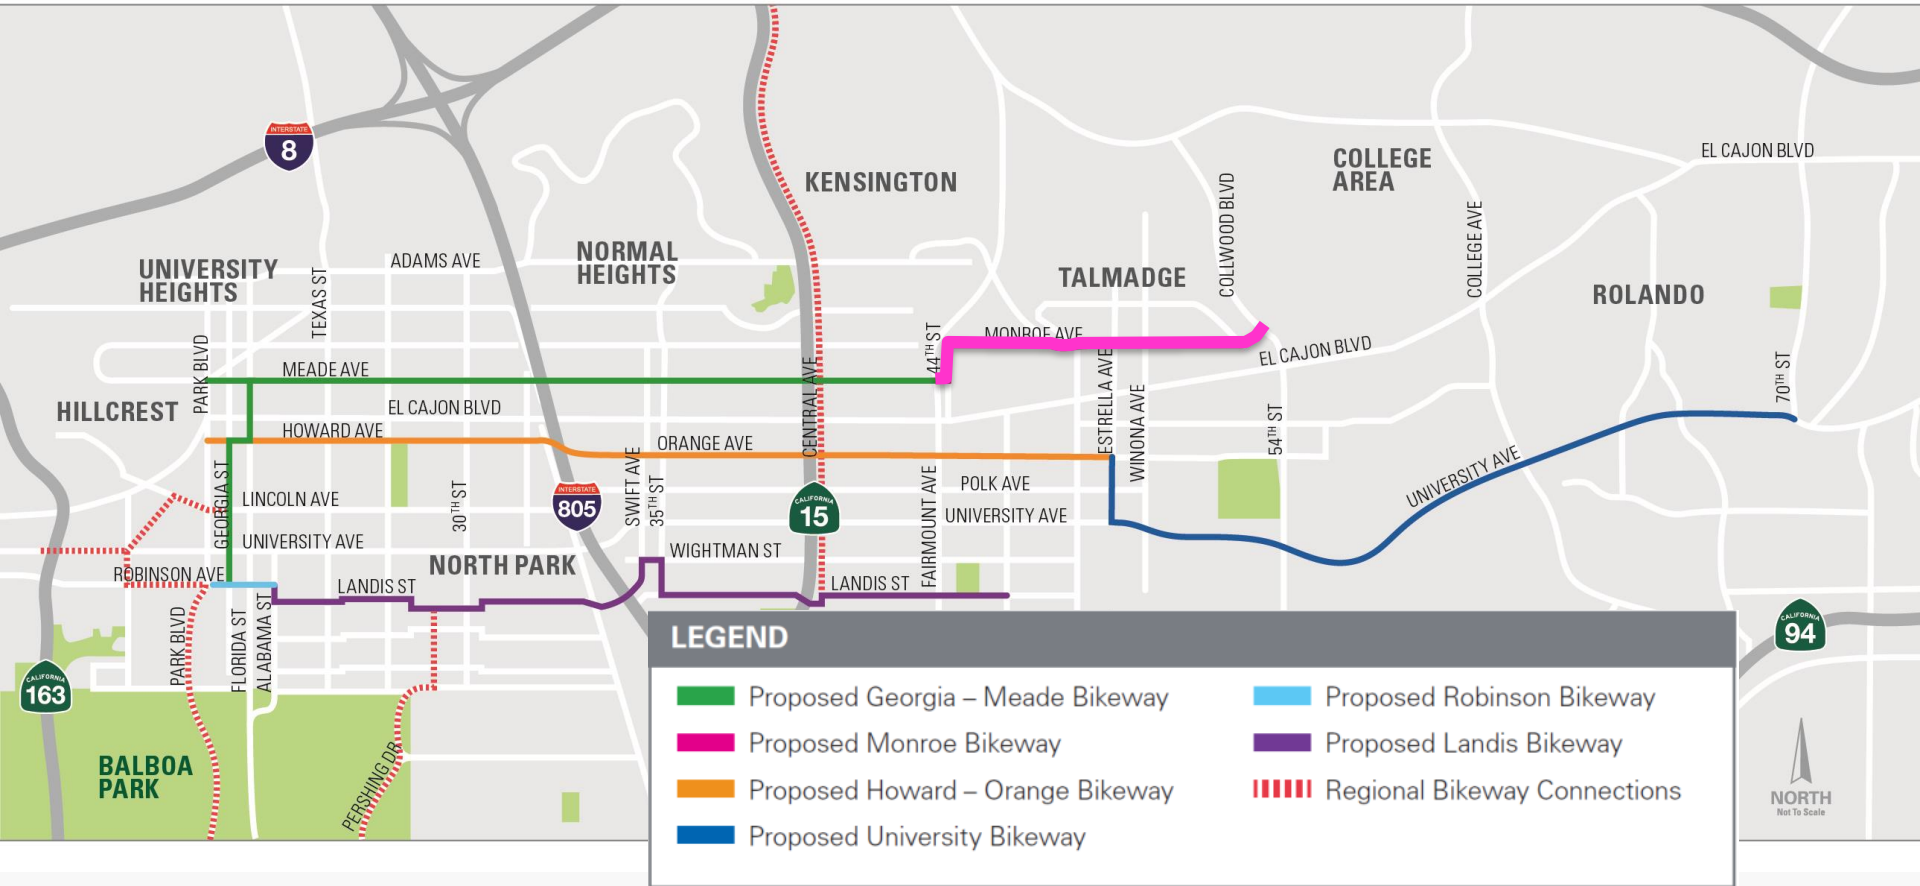 INTERSTATE
8
KENSINGTON
COLLEGE
AREA
EL CAJON BLVD
UNIVERSITY
HEIGHTS
ADAMS AVE
NORMAL
HEIGHTS
TEXAS ST
TALMADGE
COLLWOOD BLVD
COLLEGE AVE
ROLANDO
PARK BLVD
MEADE AVE
CENTRAL AVE
44TH ST
MONROE AVE
EL CAJON BLVD
70TH ST
HILLCREST
EL CAJON BLVD
HOWARD AVE
ORANGE AVE
ESTRELLA AVE
WINONA AVE
54TH ST
GEORGIA ST
LINCOLN AVE
30TH ST
INTERSTATE
805
SWIFT AVE
35TH ST
CALIFORNIA
15
FAIRMOUNT AVE
POLK AVE
UNIVERSITY AVE
UNIVERSITY AVE
UNIVERSITY AVE
NORTH PARK
WIGHTMAN ST
ROBINSON AVE
LANDIS ST
LANDIS ST
PARK BLVD
FLORIDA ST
ALABAMA ST
CALIFORNIA
163
CALIFORNIA
94
BALBOA
PARK
PERSHING DR
LEGEND
Proposed Georgia – Meade Bikeway
Proposed Monroe Bikeway
Proposed Howard – Orange Bikeway
Proposed University Bikeway
Proposed Robinson Bikeway
Proposed Landis Bikeway
Regional Bikeway Connections
NORTH
Not To Scale